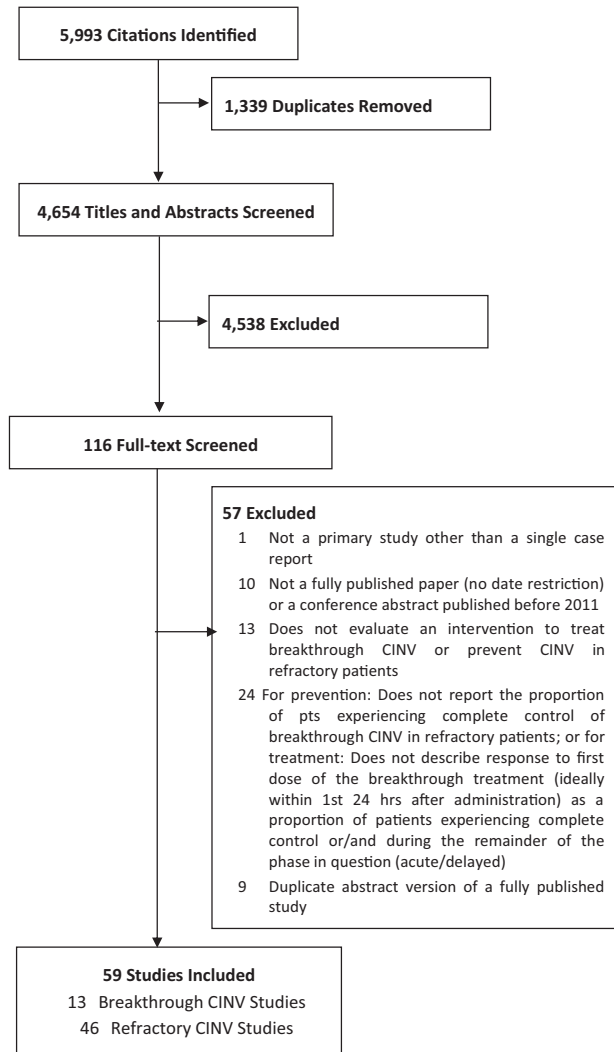 5,993 Citations Identified
1,339 Duplicates Removed
4,654 Titles and Abstracts Screened
4,538 Excluded
116 Full-text Screened
57 Excluded
1 Not a primary study other than a single case
report
10 Not a fully published paper (no date restriction)
or a conference abstract published before 2011
13 Does not evaluate an intervention to treat
breakthrough CINV or prevent CINV in
refractory patients
24 For prevention: Does not report the proportion
of pts experiencing complete control of
breakthrough CINV in refractory patients; or for
treatment: Does not describe response to first
dose of the breakthrough treatment (ideally
within 1st 24 hrs after administration) as a
proportion of patients experiencing complete
control or/and during the remainder of the
phase in question (acute/delayed)
9 Duplicate abstract version of a fully published
study
59 Studies Included
13 Breakthrough CINV Studies
46 Refractory CINV Studies